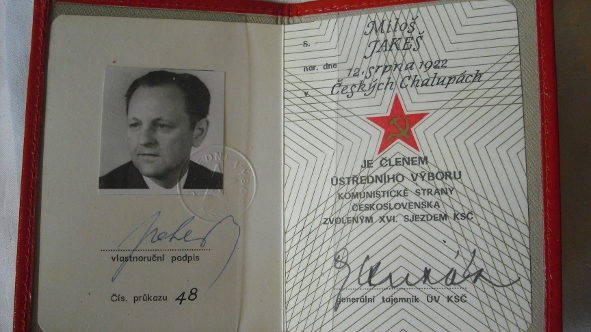 vlastnoruční podpis
Čís. průkazu 48
S. Miloš
JAKEŠ
nar. dne 12. srpna 1922
v Českých Chalupách
JE ČLENEM
ÚSTŘEDNÍHO VÝBORU
KOMUNISTICKÉ STRANY
ČESKOSLOVENSKA
ZVOLENÝM XVI. SJEZDEM KSČ
generální tajemník ÚV KSČ